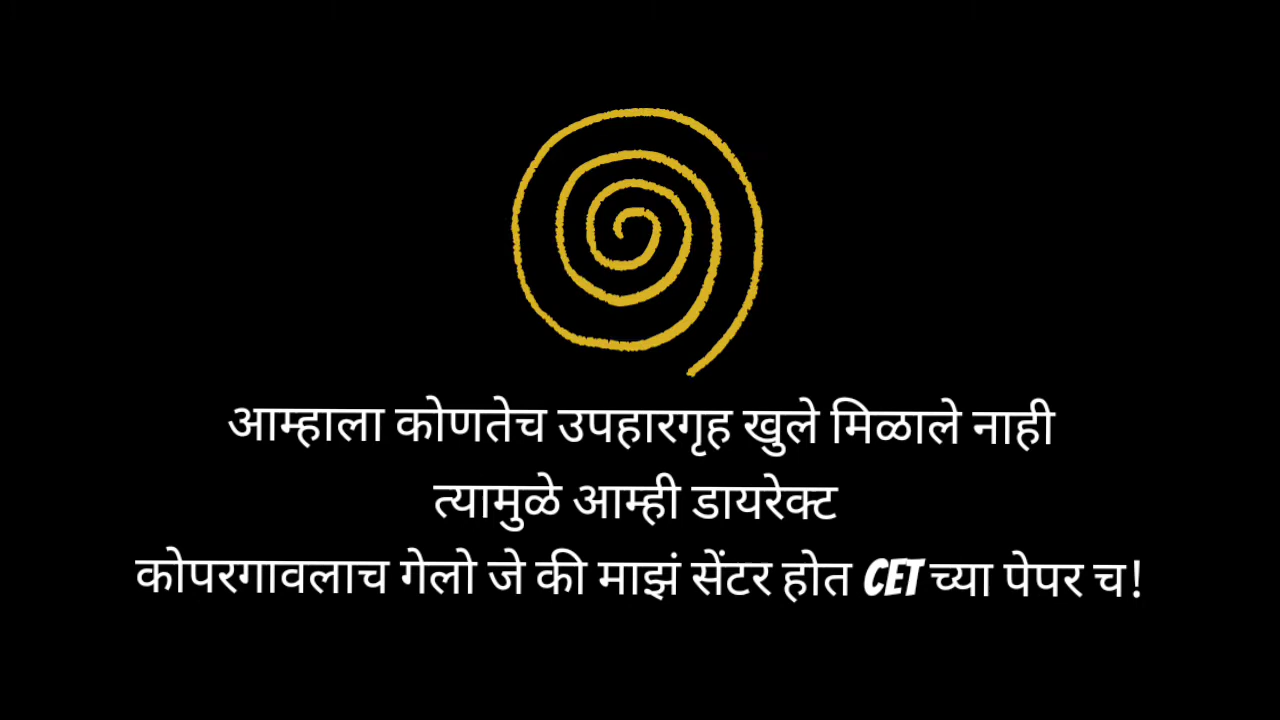 आम्हाला कोणतेच उपहारगृह खुले मिळाले नाही
त्यामुळे आम्ही डायरेक्ट
कोपरगावलाच गेलो जे की माझं सेंटर होत CET च्या पेपर च!